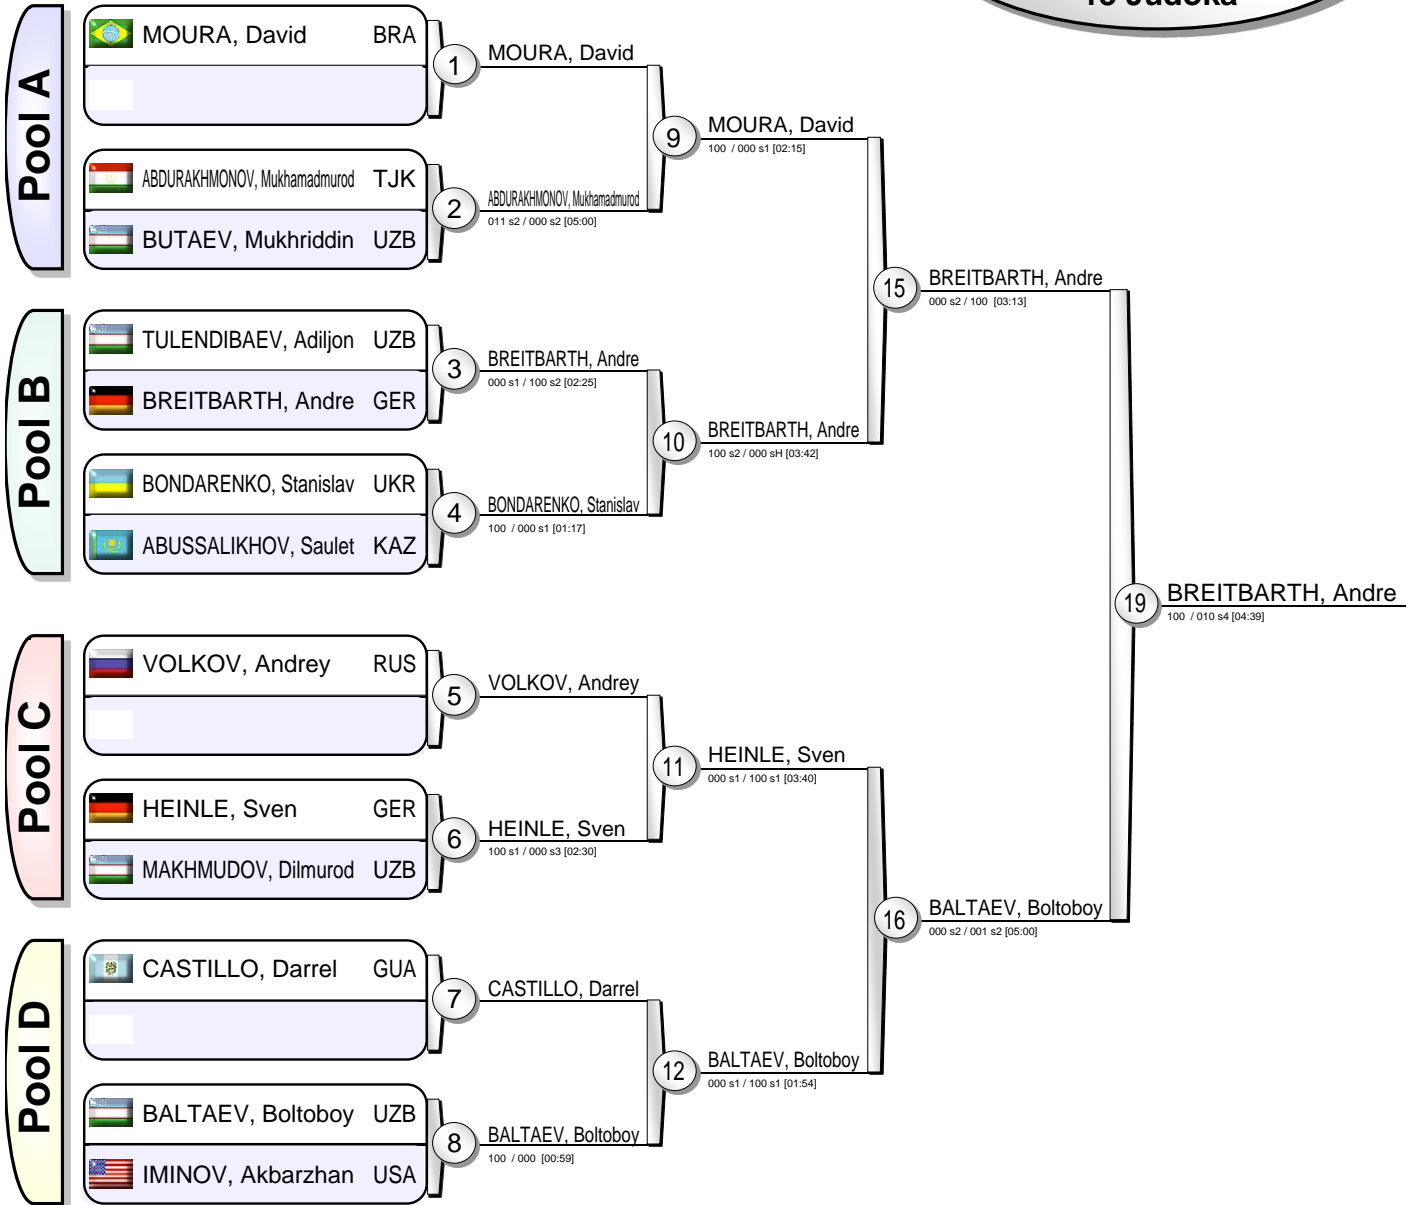 13 Judoka
Pool A
MOURA, David BRA
ABDURAKHMONOV, Mukhamadmurod TJK
BUTAEV, Mukhriddin UZB
1
MOURA, David
2
ABDURAKHMONOV, Mukhamadmurod
011 s2 / 000 s2 [05:00]
9
MOURA, David
100 / 000 s1 [02:15]
Pool B
TULENDIBAEV, Adiljon UZB
BREITBARTH, Andre GER
BONDARENKO, Stanislav UKR
ABUSSALIKHOV, Saulet KAZ
3
BREITBARTH, Andre
000 s1 / 100 s2 [02:25]
4
BONDARENKO, Stanislav
100 / 000 s1 [01:17]
10
BREITBARTH, Andre
100 s2 / 000 sH [03:42]
15
BREITBARTH, Andre
000 s2 / 100 [03:13]
Pool C
VOLKOV, Andrey RUS
HEINLE, Sven GER
MAKHMUDOV, Dilmurod UZB
5
VOLKOV, Andrey
6
HEINLE, Sven
100 s1 / 000 s3 [02:30]
11
HEINLE, Sven
000 s1 / 100 s1 [03:40]
Pool D
CASTILLO, Darrel GUA
BALTAEV, Boltoboy UZB
IMINOV, Akbarzhan USA
7
CASTILLO, Darrel
8
BALTAEV, Boltoboy
100 / 000 [00:59]
12
BALTAEV, Boltoboy
000 s1 / 100 s1 [01:54]
16
BALTAEV, Boltoboy
000 s2 / 001 s2 [05:00]
19
BREITBARTH, Andre
100 / 010 s4 [04:39]